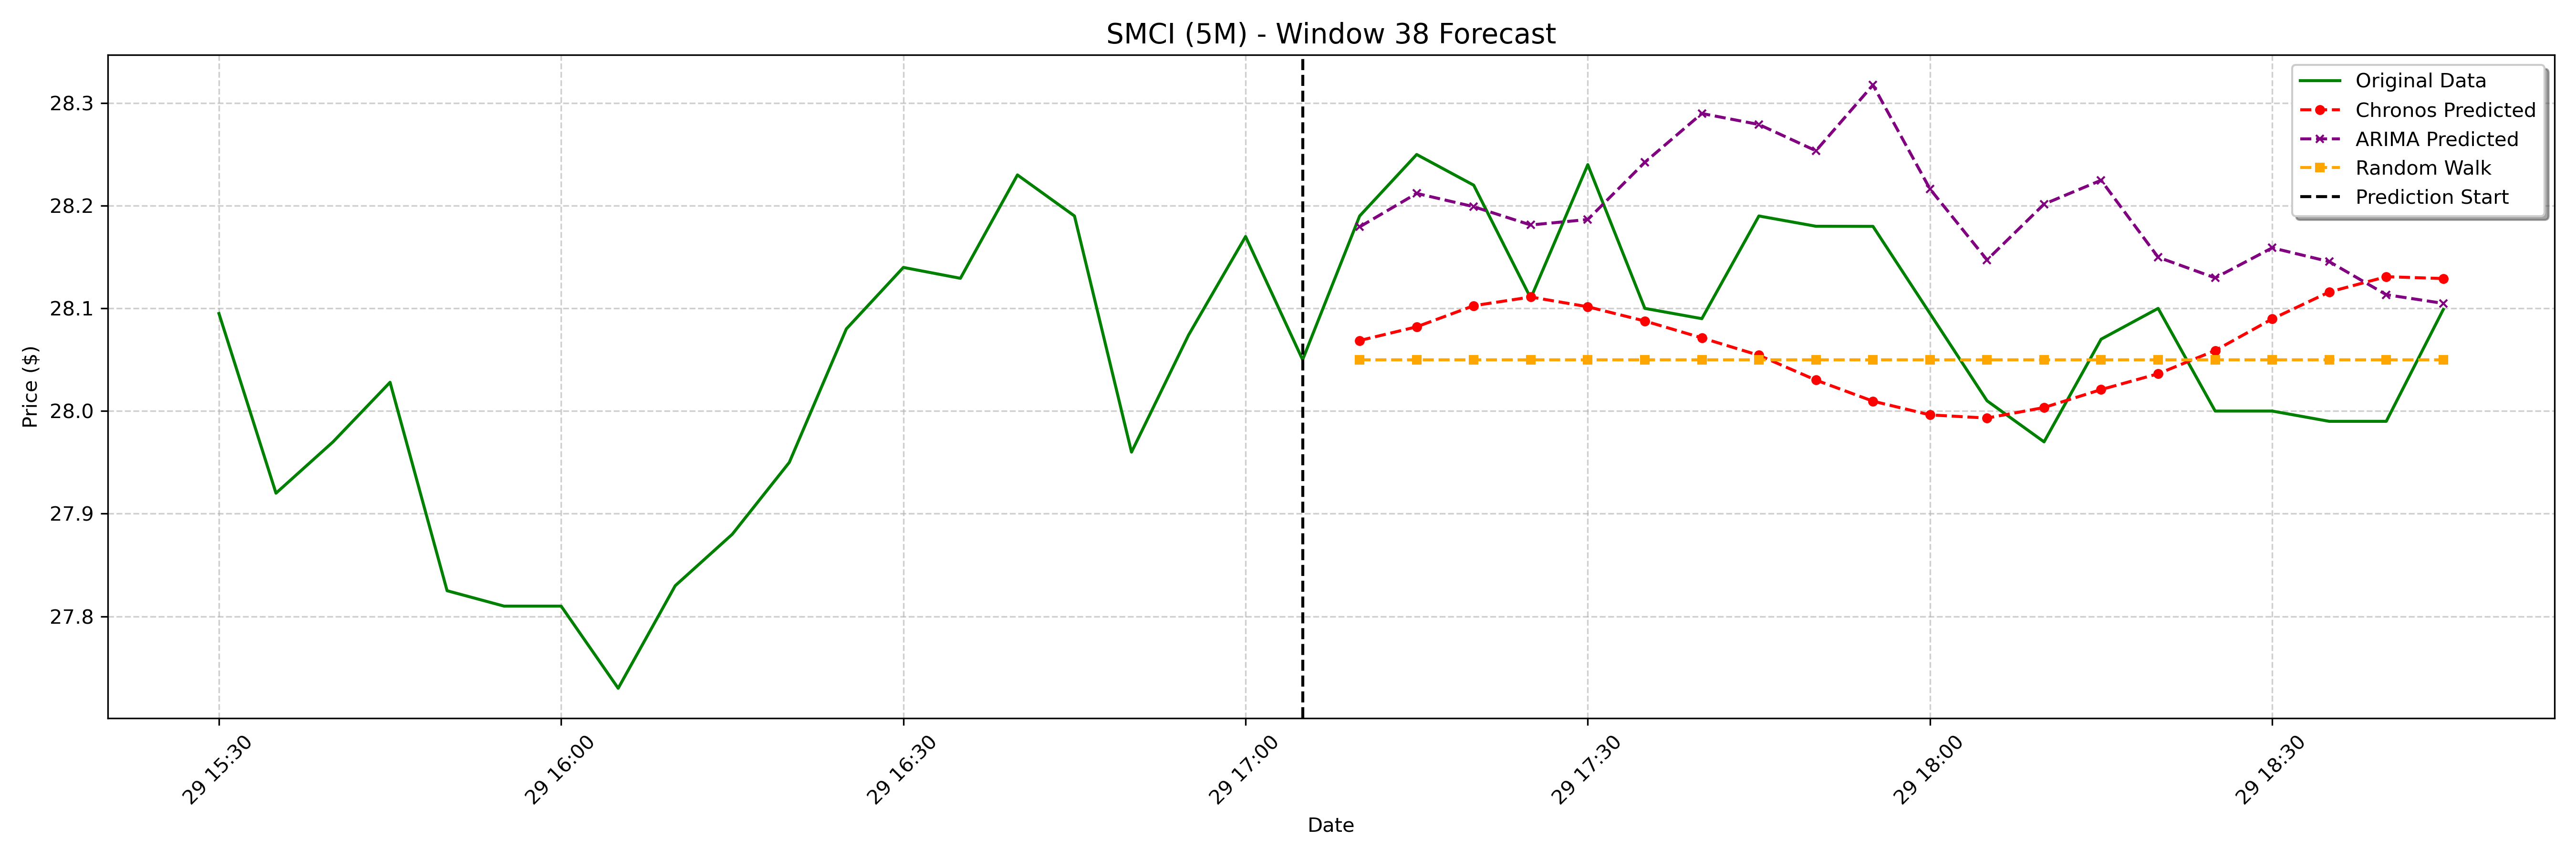 SMCI (5M) - Window 38 Forecast
Price ($)
28.3
28.2
28.1
28.0
27.9
27.8
Original Data
Chronos Predicted
ARIMA Predicted
Random Walk
Prediction Start
29 15:30
29 16:00
29 16:30
29 17:00
29 17:30
29 18:00
29 18:30
Date